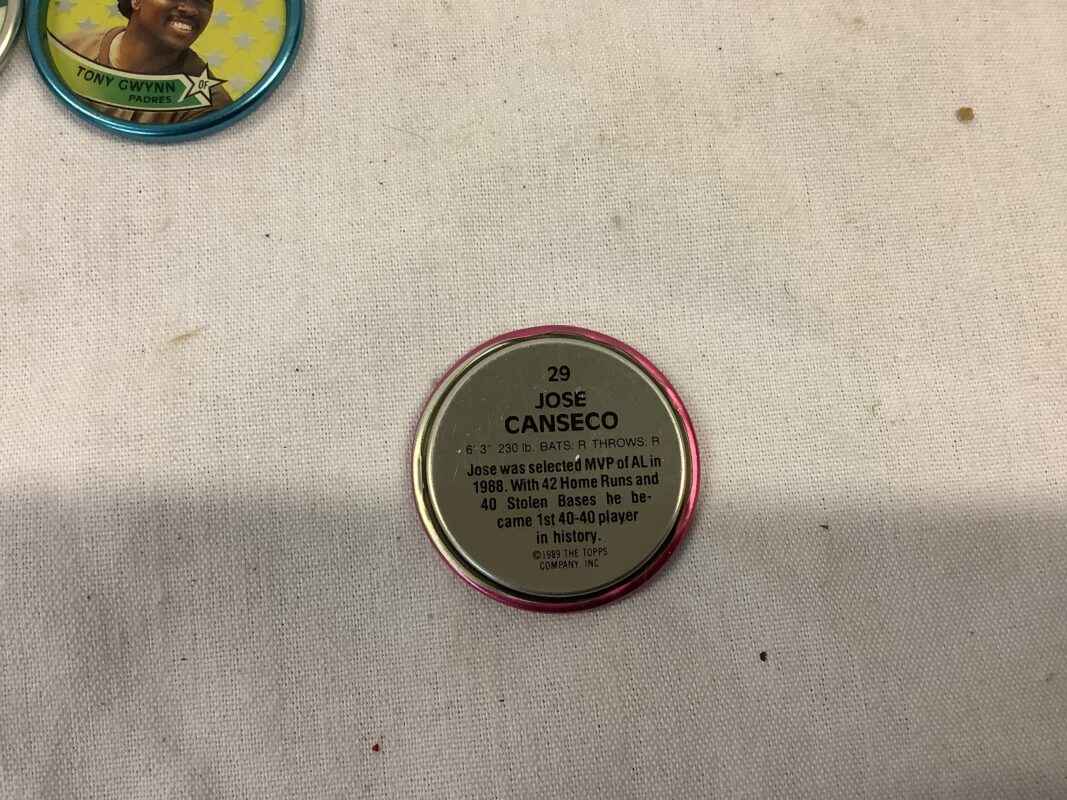 TONY GWYNN
OF
PADRES
29
JOSE
CANSECO
6' 3" 230 lb. BATS: R THROWS: R
Jose was selected MVP of AL in
1988. With 42 Home Runs and
40 Stolen Bases he be-
came 1st 40-40 player
in history.
©1989 THE TOPPS
COMPANY, INC